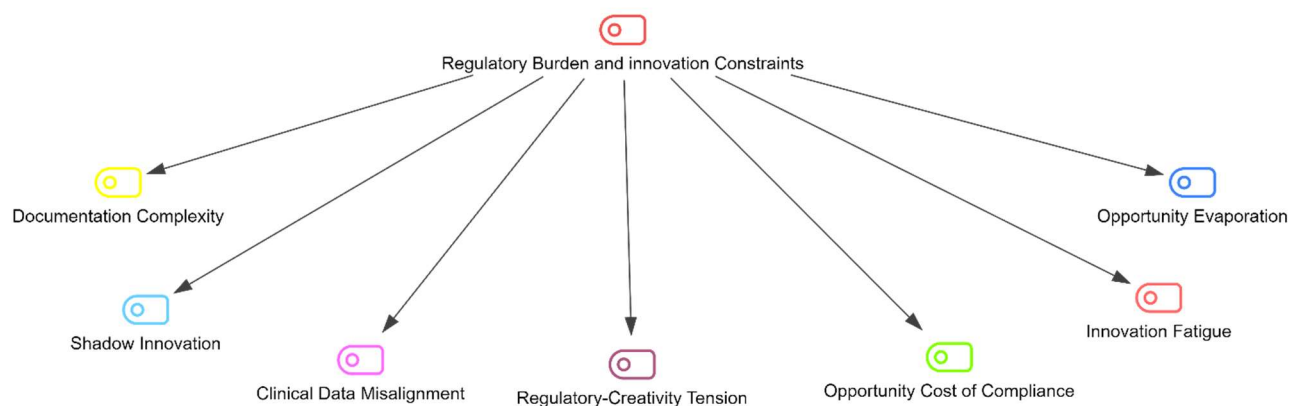 Regulatory Burden and innovation Constraints
Documentation Complexity
Opportunity Evaporation
Shadow Innovation
Innovation Fatigue
Clinical Data Misalignment
Regulatory-Creativity Tension
Opportunity Cost of Compliance